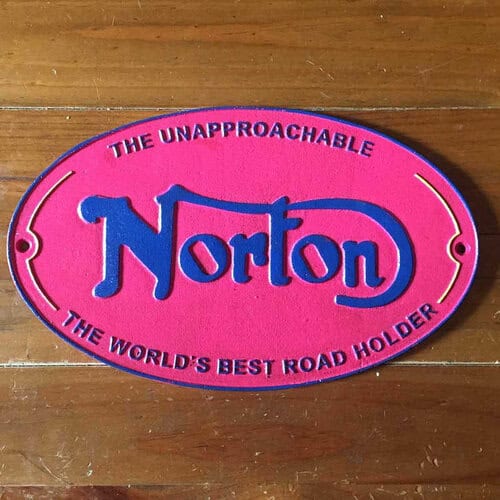 THE UNAPPROACHABLE
Norton
THE WORLD'S BEST ROAD HOLDER